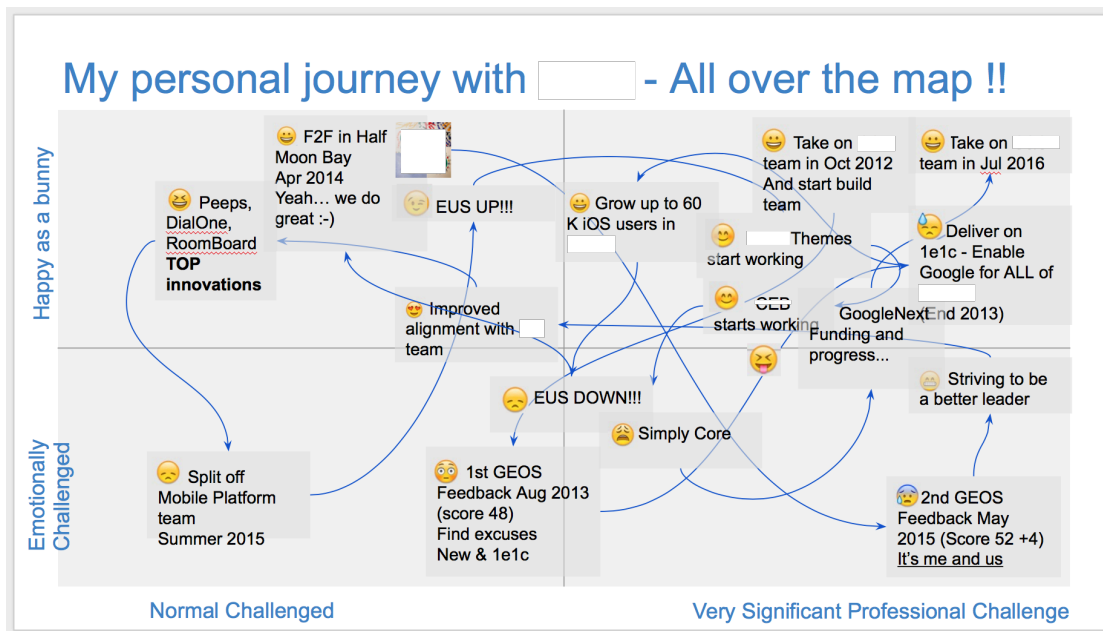 My personal journey with - All over the map !!
Happy as a bunny
Emotionally
Challenged
F2F in Half
Moon Bay
Apr 2014
Yeah… we do
great :-)
Peeps,
DialOne,
RoomBoard
TOP
innovations
EUS UP!!!
Improved
alignment with
team
Grow up to 60
K iOS users in
Take on
team in Oct 2012
And start build
team
Take on
team in Jul 2016
Themes
start working
CEB
starts working
Deliver on
1e1c - Enable
Google for ALL of
(End 2013)
GoogleNext
Funding and
progress...
Striving to be
a better leader
EUS DOWN!!!
Simply Core
Split off
Mobile Platform
team
Summer 2015
1st GEOS
Feedback Aug 2013
(score 48)
Find excuses
New & 1e1c
2nd GEOS
Feedback May
2015 (Score 52 +4)
It's me and us
Normal Challenged
Very Significant Professional Challenge